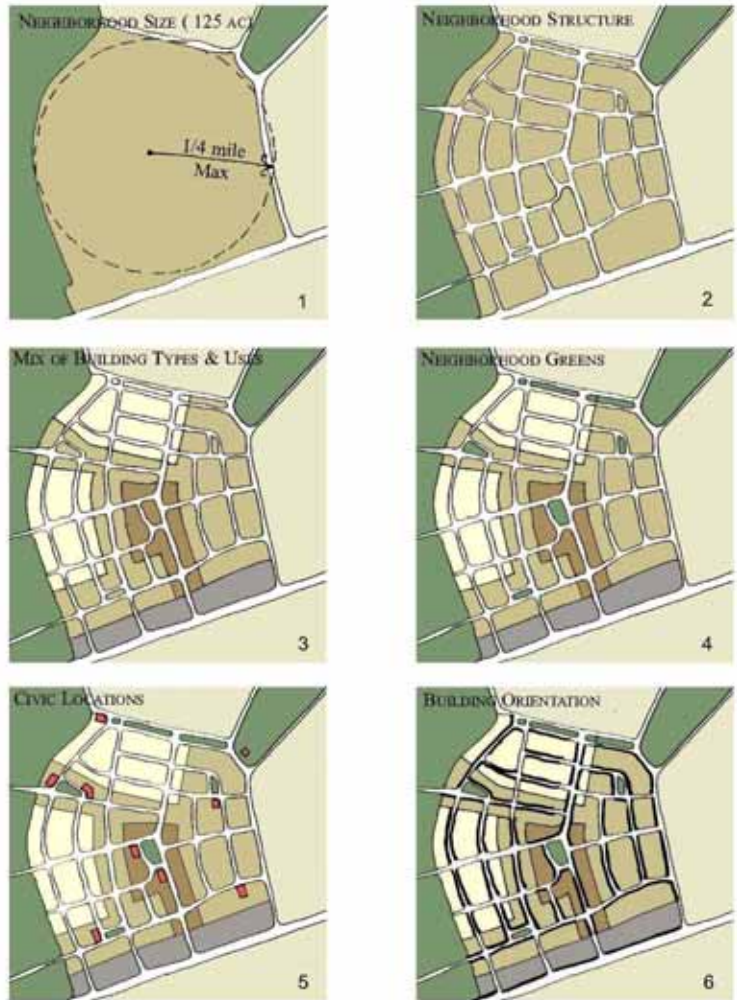 NEIGHBORHOOD SIZE ( 125 AC)
1/4 mile
Max
1
NEIGHBORHOOD STRUCTURE
2
MIX OF BUILDING TYPES & USES
3
NEIGHBORHOOD GREENS
4
CIVIC LOCATIONS
5
BUILDING ORIENTATION
6